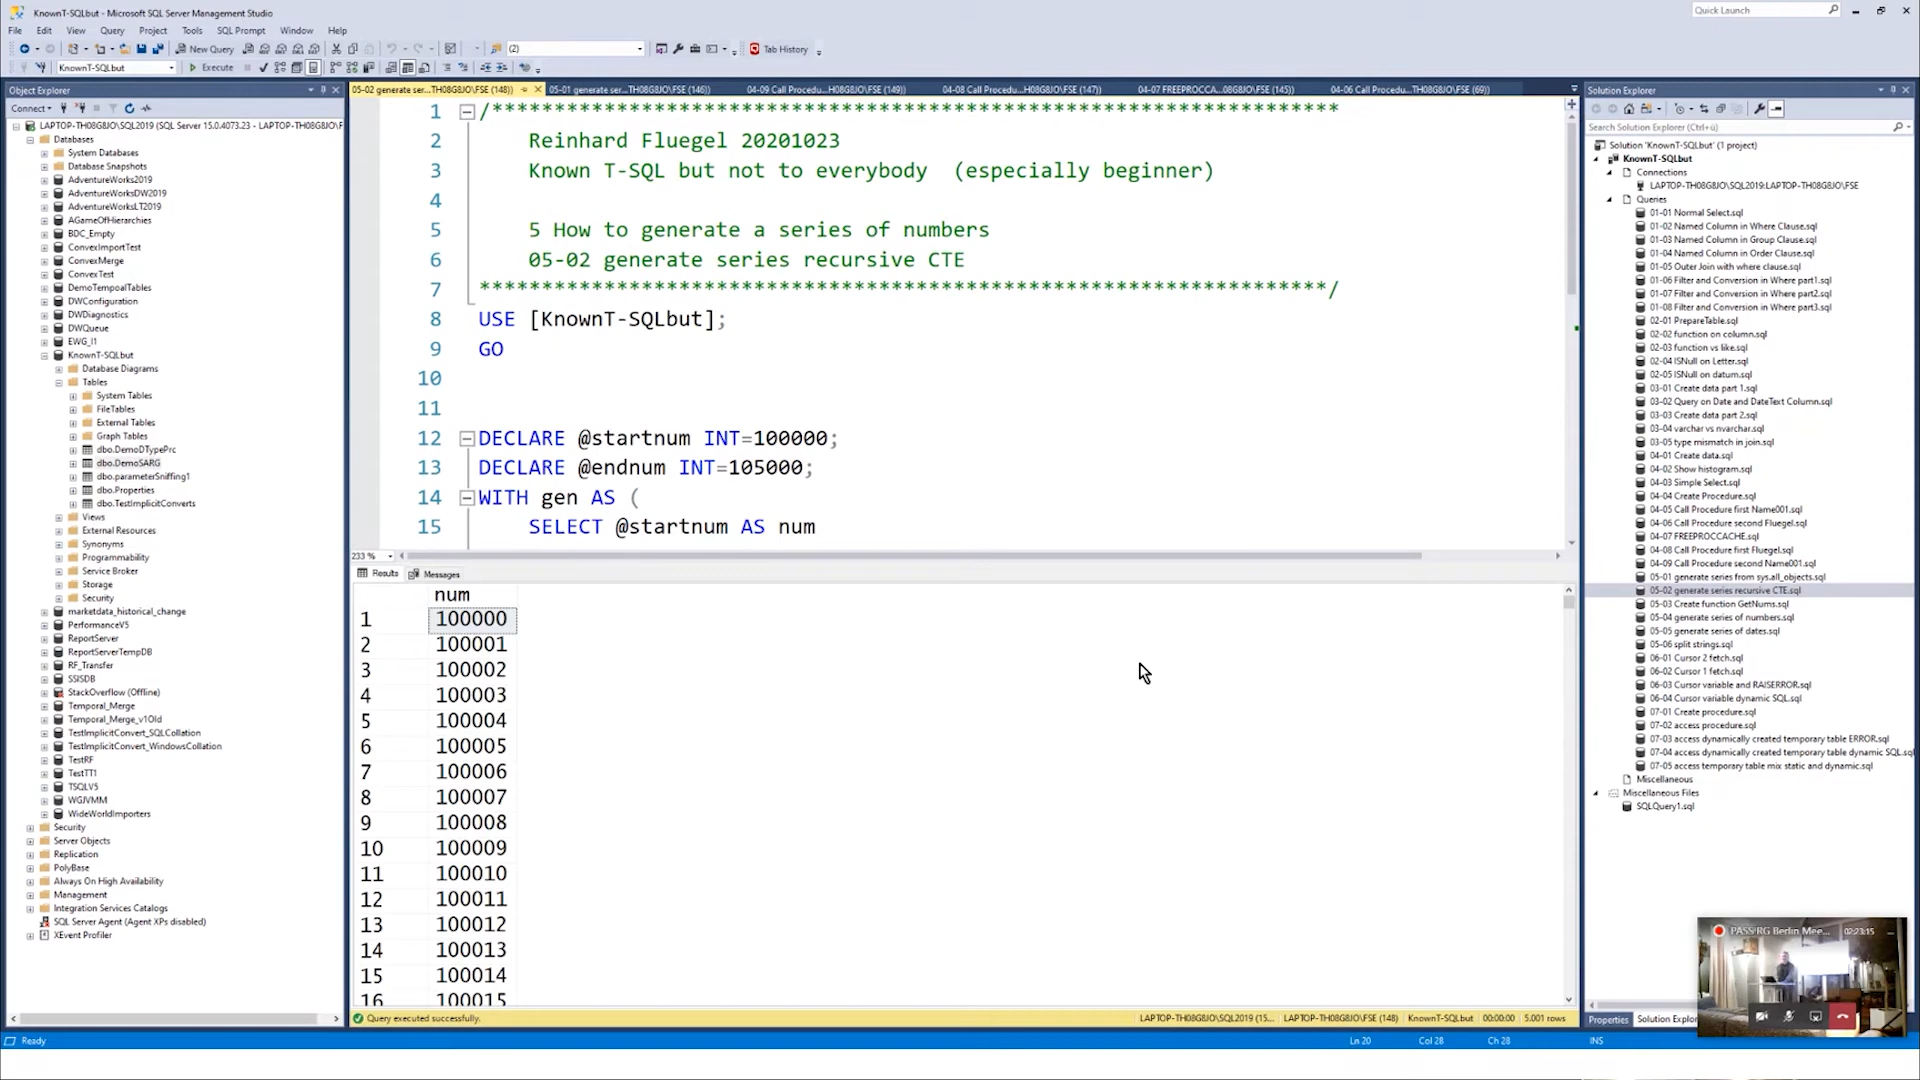 KnownT-SQLbut - Microsoft SQL Server Management Studio
Quick Launch
File Edit View Query Project Tools SQL Prompt Window Help
New Query
(2)
Tab History
KnownT-SQLbut
Execute
Object Explorer
Connect
LAPTOP-TH08G8JO\SQL2019 (SQL Server 15.0.4073.23 - LAPTOP-TH08G8JO\F
Databases
System Databases
Database Snapshots
AdventureWorks2019
AdventureWorksDW2019
AdventureWorksLT2019
AGameOfHierarchies
BDC_Empty
ConvexImportTest
ConvexMerge
ConvexTest
DemoTempoalTables
DWConfiguration
DWDiagnostics
DWQueue
EWG_I1
KnownT-SQLbut
Database Diagrams
Tables
System Tables
FileTables
External Tables
Graph Tables
dbo.DemoDTypePrc
dbo.DemoSARG
dbo.parameterSniffing1
dbo.Properties
dbo.TestImplicitConverts
Views
External Resources
Synonyms
Programmability
Service Broker
Storage
Security
marketdata_historical_change
PerformanceV5
ReportServer
ReportServerTempDB
RF_Transfer
SSISDB
StackOverflow (Offline)
Temporal_Merge
Temporal_Merge_v1Old
TestImplicitConvert_SQLCollation
TestImplicitConvert_WindowsCollation
TestRF
TestTT1
TSQLV5
WGJVMM
WideWorldImporters
Security
Server Objects
Replication
PolyBase
Always On High Availability
Management
Integration Services Catalogs
SQL Server Agent (Agent XPs disabled)
XEvent Profiler
05-02 generate ser...TH08G8JO\FSE (148))
05-01 generate ser...TH08G8JO\FSE (146))
04-09 Call Procedu...H08G8JO\FSE (149))
04-08 Call Procedu...H08G8JO\FSE (147))
04-07 FREEPROCCA...08G8JO\FSE (145))
04-06 Call Procedu...TH08G8JO\FSE (69))
1 /********************************************************************
2 Reinhard Fluegel 20201023
3 Known T-SQL but not to everybody (especially beginner)
4
5 5 How to generate a series of numbers
6 05-02 generate series recursive CTE
7 ********************************************************************/
8 USE [KnownT-SQLbut];
9 GO
10
11
12 DECLARE @startnum INT=100000;
13 DECLARE @endnum INT=105000;
14 WITH gen AS (
15 SELECT @startnum AS num
233 %
Results Messages
num
1 100000
2 100001
3 100002
4 100003
5 100004
6 100005
7 100006
8 100007
9 100008
10 100009
11 100010
12 100011
13 100012
14 100013
15 100014
16 100015
Query executed successfully.
LAPTOP-TH08G8JO\SQL2019 (15... LAPTOP-TH08G8JO\FSE (148) KnownT-SQLbut 00:00:00 5.001 rows
Solution Explorer
Search Solution Explorer (Ctrl+ü)
Solution 'KnownT-SQLbut' (1 project)
KnownT-SQLbut
Connections
LAPTOP-TH08G8JO\SQL2019:LAPTOP-TH08G8JO\FSE
Queries
01-01 Normal Select.sql
01-02 Named Column in Where Clause.sql
01-03 Named Column in Group Clause.sql
01-04 Named Column in Order Clause.sql
01-05 Outer Join with where clause.sql
01-06 Filter and Conversion in Where part1.sql
01-07 Filter and Conversion in Where part2.sql
01-08 Filter and Conversion in Where part3.sql
02-01 PrepareTable.sql
02-02 function on column.sql
02-03 function vs like.sql
02-04 ISNull on Letter.sql
02-05 ISNull on datum.sql
03-01 Create data part 1.sql
03-02 Query on Date and DateText Column.sql
03-03 Create data part 2.sql
03-04 varchar vs nvarchar.sql
03-05 type mismatch in join.sql
04-01 Create data.sql
04-02 Show histogram.sql
04-03 Simple Select.sql
04-04 Create Procedure.sql
04-05 Call Procedure first Name001.sql
04-06 Call Procedure second Fluegel.sql
04-07 FREEPROCCACHE.sql
04-08 Call Procedure first Fluegel.sql
04-09 Call Procedure second Name001.sql
05-01 generate series from sys.all_objects.sql
05-02 generate series recursive CTE.sql
05-03 Create function GetNums.sql
05-04 generate series of numbers.sql
05-05 generate series of dates.sql
05-06 split strings.sql
06-01 Cursor 2 fetch.sql
06-02 Cursor 1 fetch.sql
06-03 Cursor variable and RAISERROR.sql
06-04 Cursor variable dynamic SQL.sql
07-01 Create procedure.sql
07-02 access procedure.sql
07-03 access dynamically created temporary table ERROR.sql
07-04 access dynamically created temporary table dynamic SQL.sql
07-05 access temporary table mix static and dynamic.sql
Miscellaneous
Miscellaneous Files
SQLQuery1.sql
PASS RG Berlin Mee... 02:23:15
Properties Solution Explor
Ready Ln 20 Col 28 Ch 28 INS